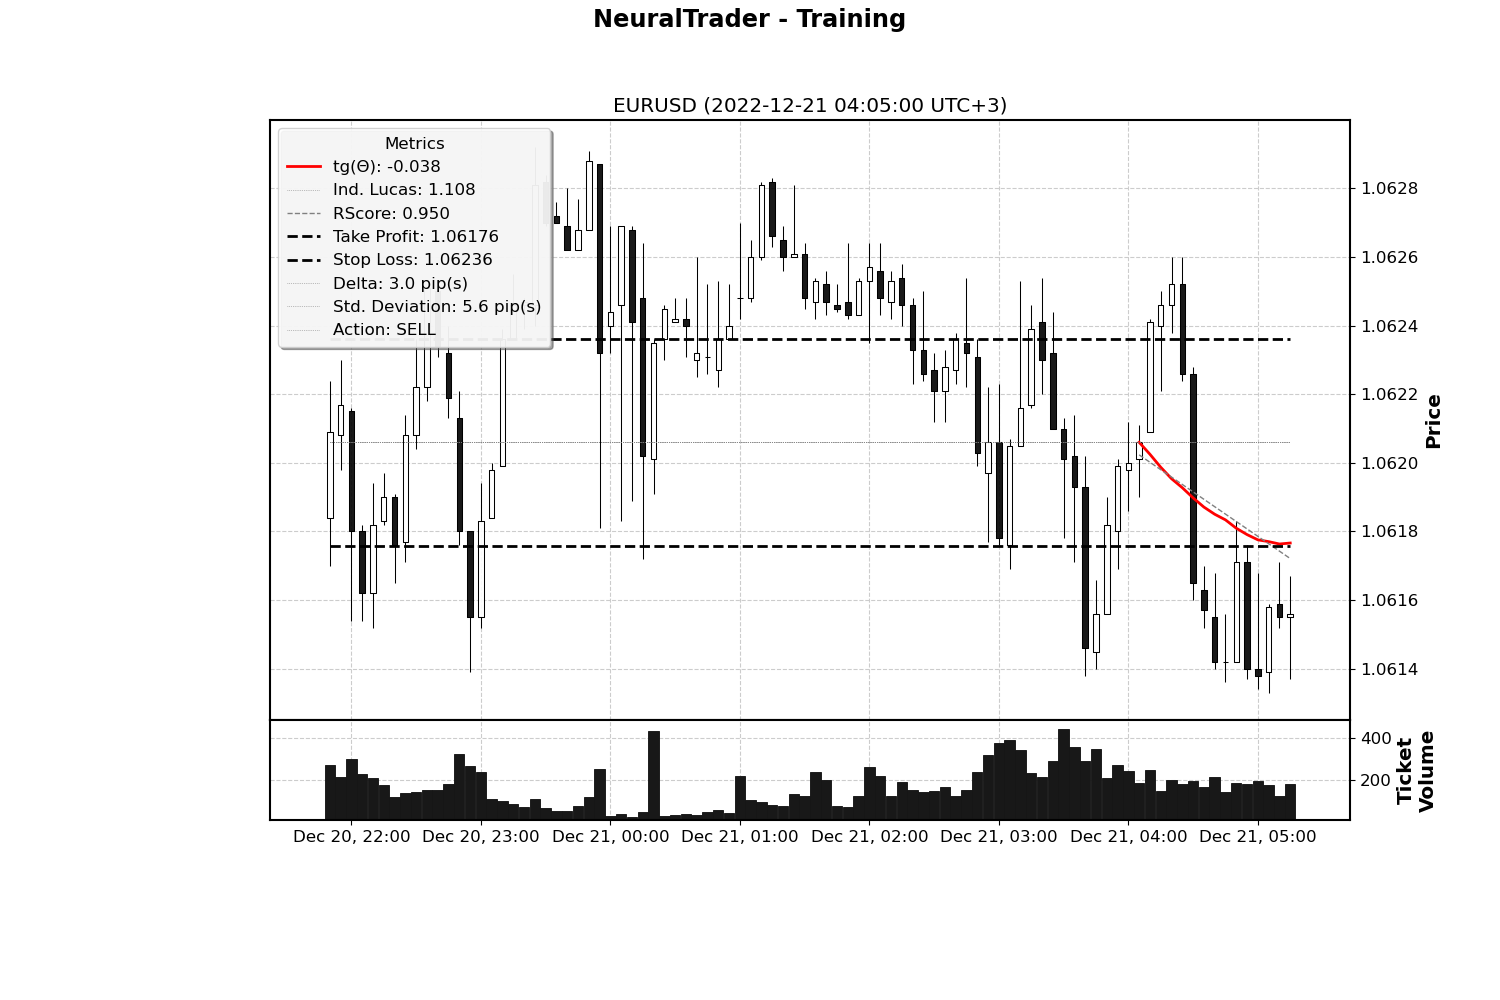 NeuralTrader - Training
EURUSD (2022-12-21 04:05:00 UTC+3)
Metrics
tg(Θ): -0.038
Ind. Lucas: 1.108
RScore: 0.950
Take Profit: 1.06176
Stop Loss: 1.06236
Delta: 3.0 pip(s)
Std. Deviation: 5.6 pip(s)
Action: SELL
1.0628
1.0626
1.0624
1.0622
1.0620
1.0618
1.0616
1.0614
Price
400
200
Ticket
Volume
Dec 20, 22:00 Dec 20, 23:00 Dec 21, 00:00 Dec 21, 01:00 Dec 21, 02:00 Dec 21, 03:00 Dec 21, 04:00 Dec 21, 05:00